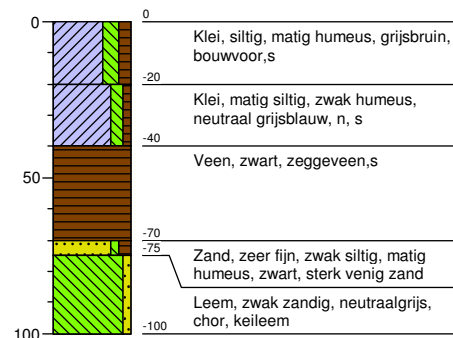 0
0
Klei, siltig, matig humeus, grijsbruin,
bouwvoor,s
-20
Klei, matig siltig, zwak humeus,
neutraal grijsblauw, n, s
-40
Veen, zwart, zeggeveen,s
50
-70
-75
Zand, zeer fijn, zwak siltig, matig
humeus, zwart, sterk venig zand
Leem, zwak zandig, neutraalgrijs,
chor, keileem
100
-100